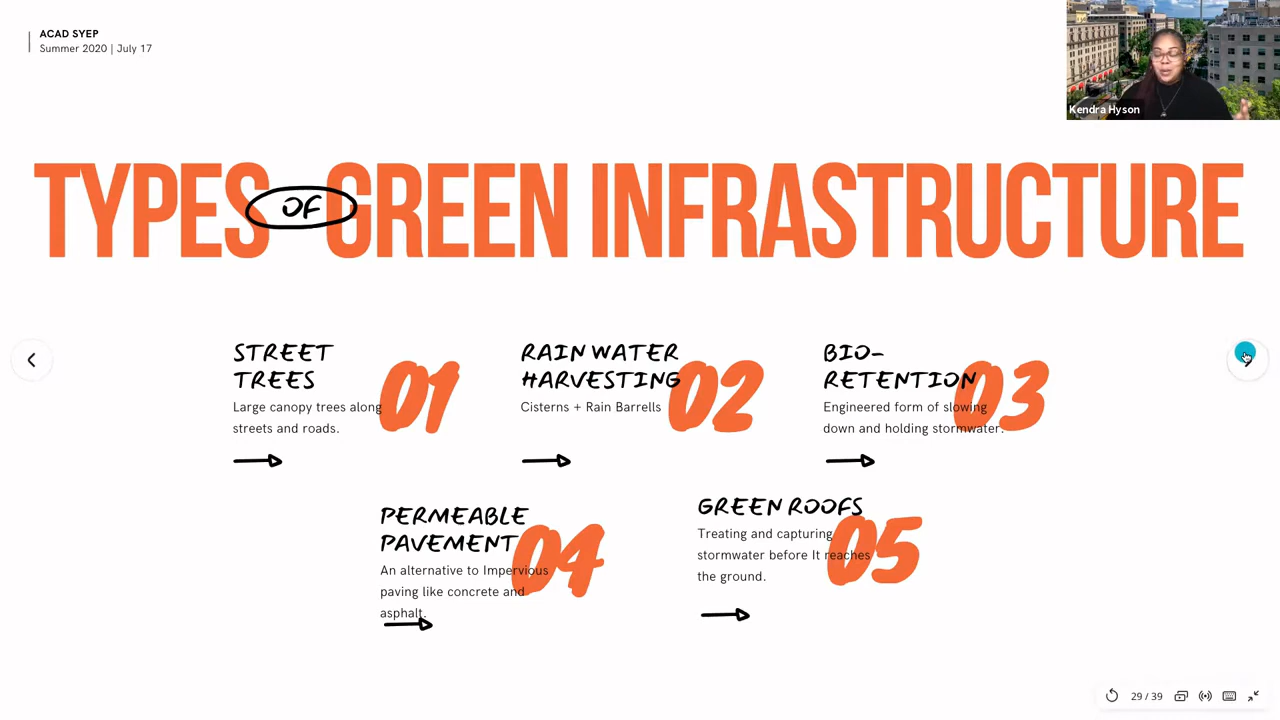 ACAD SYEP
Summer 2020 | July 17
Kendra Hyson
TYPES OF GREEN INFRASTRUCTURE
STREET
TREES
01
Large canopy trees along
streets and roads.
RAIN WATER
HARVESTING
02
Cisterns + Rain Barrells
BIO-
RETENTION
03
Engineered form of slowing
down and holding stormwater.
PERMEABLE
PAVEMENT
04
An alternative to Impervious
paving like concrete and
asphalt.
GREEN ROOFS
05
Treating and capturing
stormwater before It reaches
the ground.
29 / 39